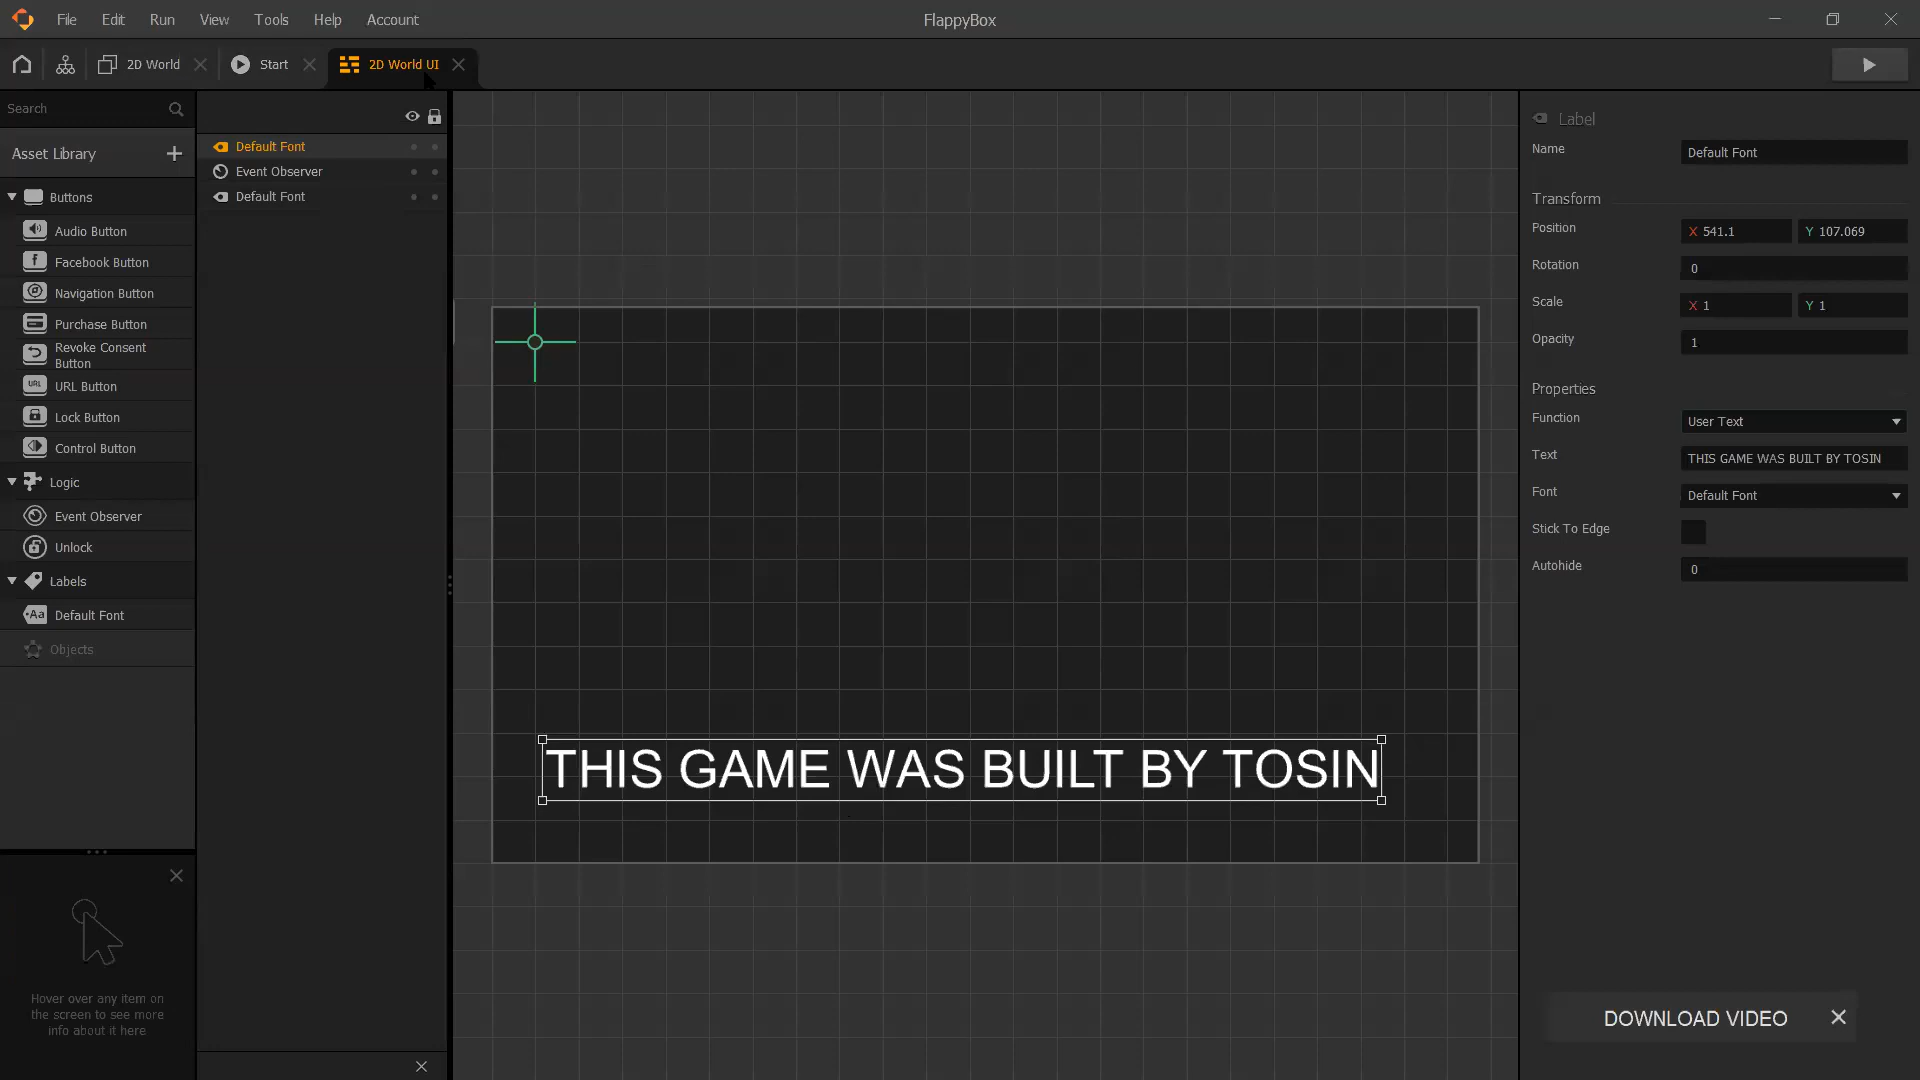 File Edit Run View Tools Help Account
FlappyBox
2D World
Start
2D World UI
Search
Asset Library
Buttons
Audio Button
Facebook Button
Navigation Button
Purchase Button
Revoke Consent
Button
URL Button
Lock Button
Control Button
Logic
Event Observer
Unlock
Labels
Default Font
Objects
Hover over any item on
the screen to see more
info about it here
Default Font
Event Observer
Default Font
THIS GAME WAS BUILT BY TOSIN
Label
Name Default Font
Transform
Position X 541.1 Y 107.069
Rotation 0
Scale X 1 Y 1
Opacity 1
Properties
Function User Text
Text THIS GAME WAS BUILT BY TOSIN
Font Default Font
Stick To Edge
Autohide 0
DOWNLOAD VIDEO